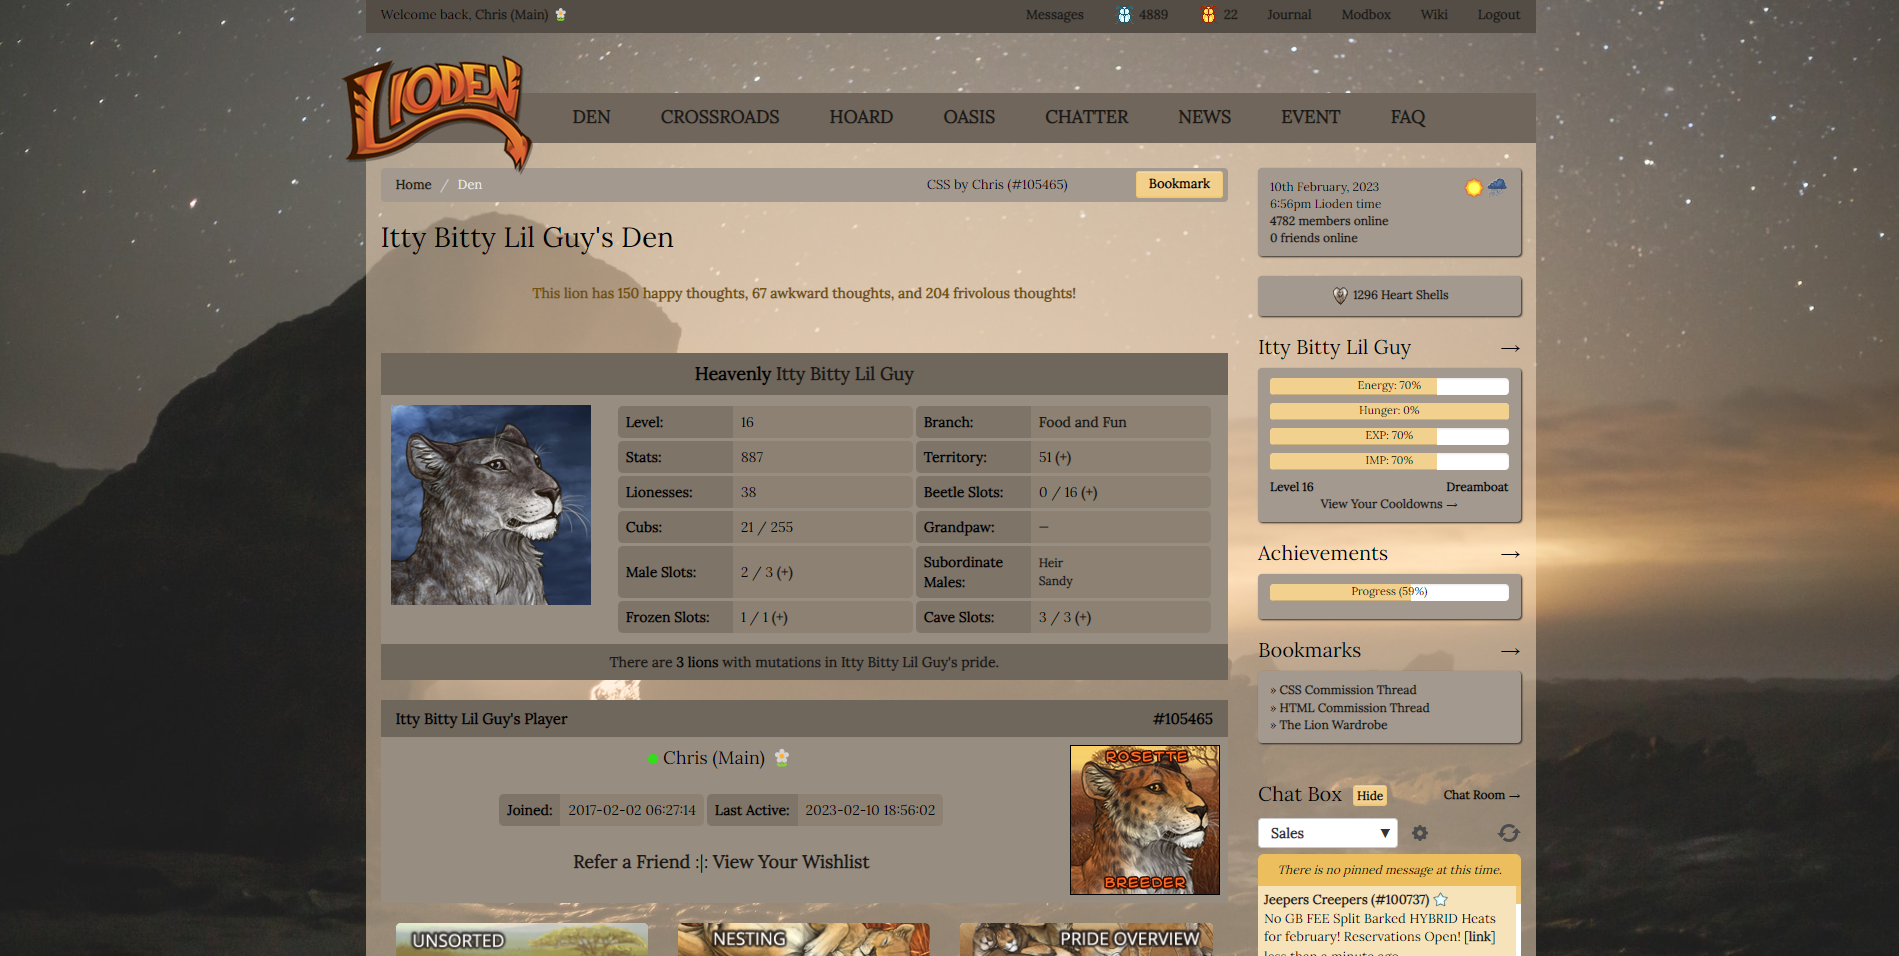 Welcome back, Chris (Main)
Messages 4889 22 Journal Modbox Wiki Logout
LIODEN
DEN CROSSROADS HOARD OASIS CHATTER NEWS EVENT FAQ
Home / Den CSS by Chris (#105465) Bookmark
Itty Bitty Lil Guy's Den
This lion has 150 happy thoughts, 67 awkward thoughts, and 204 frivolous thoughts!
Heavenly Itty Bitty Lil Guy
Level: 16 Branch: Food and Fun
Stats: 887 Territory: 51 (+)
Lionesses: 38 Beetle Slots: 0 / 16 (+)
Cubs: 21 / 255 Grandpaw: —
Male Slots: 2 / 3 (+) Subordinate Males: Heir
Sandy
Frozen Slots: 1 / 1 (+) Cave Slots: 3 / 3 (+)
There are 3 lions with mutations in Itty Bitty Lil Guy's pride.
Itty Bitty Lil Guy's Player #105465
Chris (Main)
Joined: 2017-02-02 06:27:14 Last Active: 2023-02-10 18:56:02
Refer a Friend :|: View Your Wishlist
ROSETTE
BREEDER
UNSORTED NESTING PRIDE OVERVIEW
10th February, 2023
6:56pm Lioden time
4782 members online
0 friends online
1296 Heart Shells
Itty Bitty Lil Guy →
Energy: 70%
Hunger: 0%
EXP: 70%
IMP: 70%
Level 16 Dreamboat
View Your Cooldowns →
Achievements →
Progress (59%)
Bookmarks →
» CSS Commission Thread
» HTML Commission Thread
» The Lion Wardrobe
Chat Box Hide Chat Room →
Sales ▼
There is no pinned message at this time.
Jeepers Creepers (#100737)
No GB FEE Split Barked HYBRID Heats
for february! Reservations Open! [link]
less than a minute ago